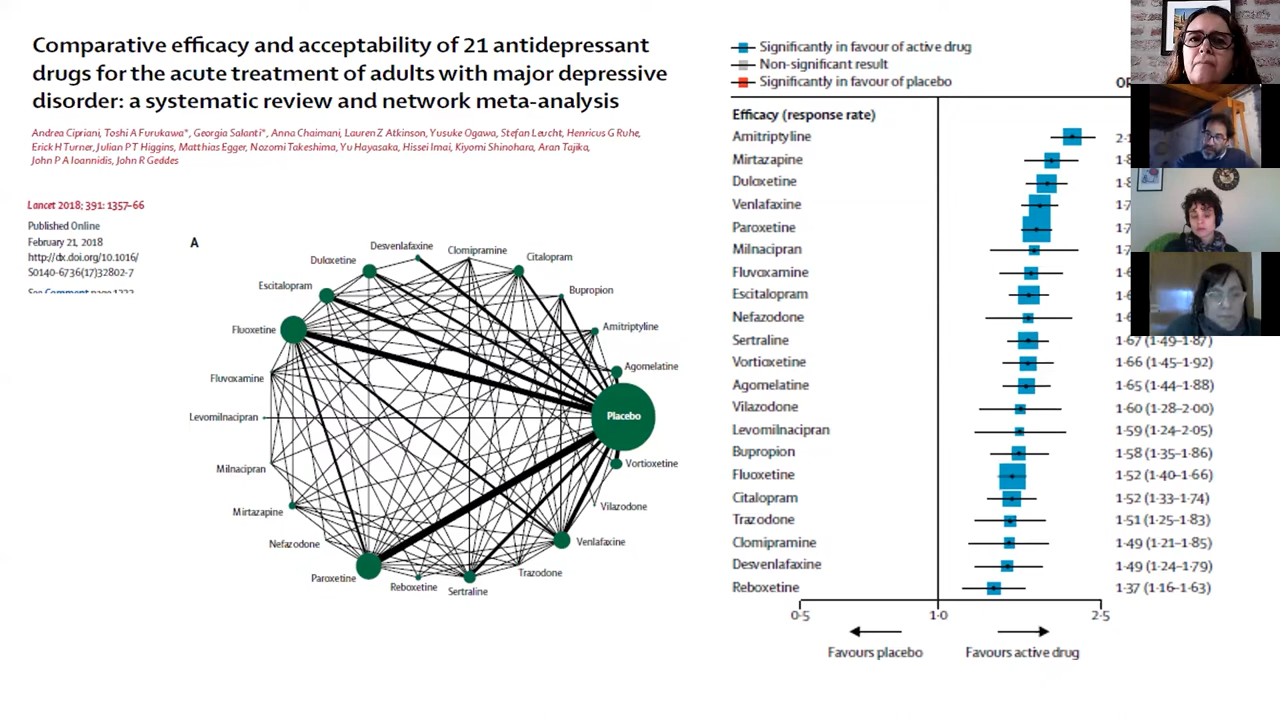 Comparative efficacy and acceptability of 21 antidepressant
drugs for the acute treatment of adults with major depressive
disorder: a systematic review and network meta-analysis
Andrea Cipriani, Toshi A Furukawa*, Georgia Salanti*, Anna Chaimani, Lauren Z Atkinson, Yusuke Ogawa, Stefan Leucht, Henricus G Ruhe,
Erick H Turner, Julian P T Higgins, Matthias Egger, Nozomi Takeshima, Yu Hayasaka, Hissei Imai, Kiyomi Shinohara, Aran Tajika,
John P A Ioannidis, John R Geddes
Lancet 2018; 391: 1357–66
Published Online
February 21, 2018
http://dx.doi.org/10.1016/
S0140-6736(17)32802-7
See Comment page 1333
A
Desvenlafaxine
Clomipramine
Citalopram
Duloxetine
Bupropion
Escitalopram
Amitriptyline
Fluoxetine
Agomelatine
Fluvoxamine
Placebo
Levomilnacipran
Vortioxetine
Milnacipran
Vilazodone
Mirtazapine
Venlafaxine
Nefazodone
Trazodone
Paroxetine
Reboxetine
Sertraline
Significantly in favour of active drug
Non-significant result
Significantly in favour of placebo
Efficacy (response rate)
Amitriptyline
Mirtazapine
Duloxetine
Venlafaxine
Paroxetine
Milnacipran
Fluvoxamine
Escitalopram
Nefazodone
Sertraline 1·67 (1·49–1·87)
Vortioxetine 1·66 (1·45–1·92)
Agomelatine 1·65 (1·44–1·88)
Vilazodone 1·60 (1·28–2·00)
Levomilnacipran 1·59 (1·24–2·05)
Bupropion 1·58 (1·35–1·86)
Fluoxetine 1·52 (1·40–1·66)
Citalopram 1·52 (1·33–1·74)
Trazodone 1·51 (1·25–1·83)
Clomipramine 1·49 (1·21–1·85)
Desvenlafaxine 1·49 (1·24–1·79)
Reboxetine 1·37 (1·16–1·63)
0·5 1·0 2·5
Favours placebo Favours active drug